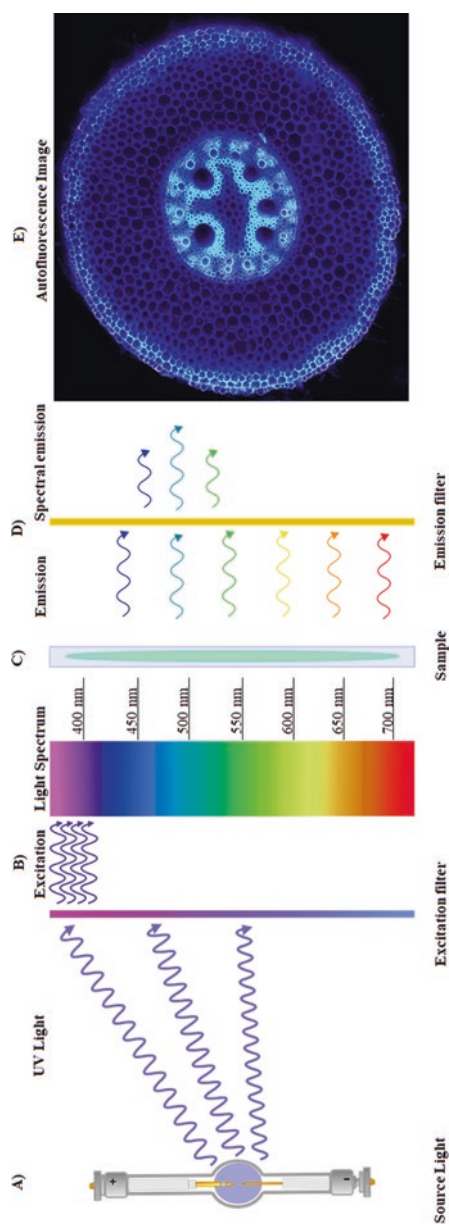 A)
B)
C)
D)
E)
UV Light
Excitation
Light Spectrum
Emission
Spectral emission
Autofluorescence Image
+
-
400 nm
450 nm
500 nm
550 nm
600 nm
650 nm
700 nm
Source Light
Excitation filter
Sample
Emission filter